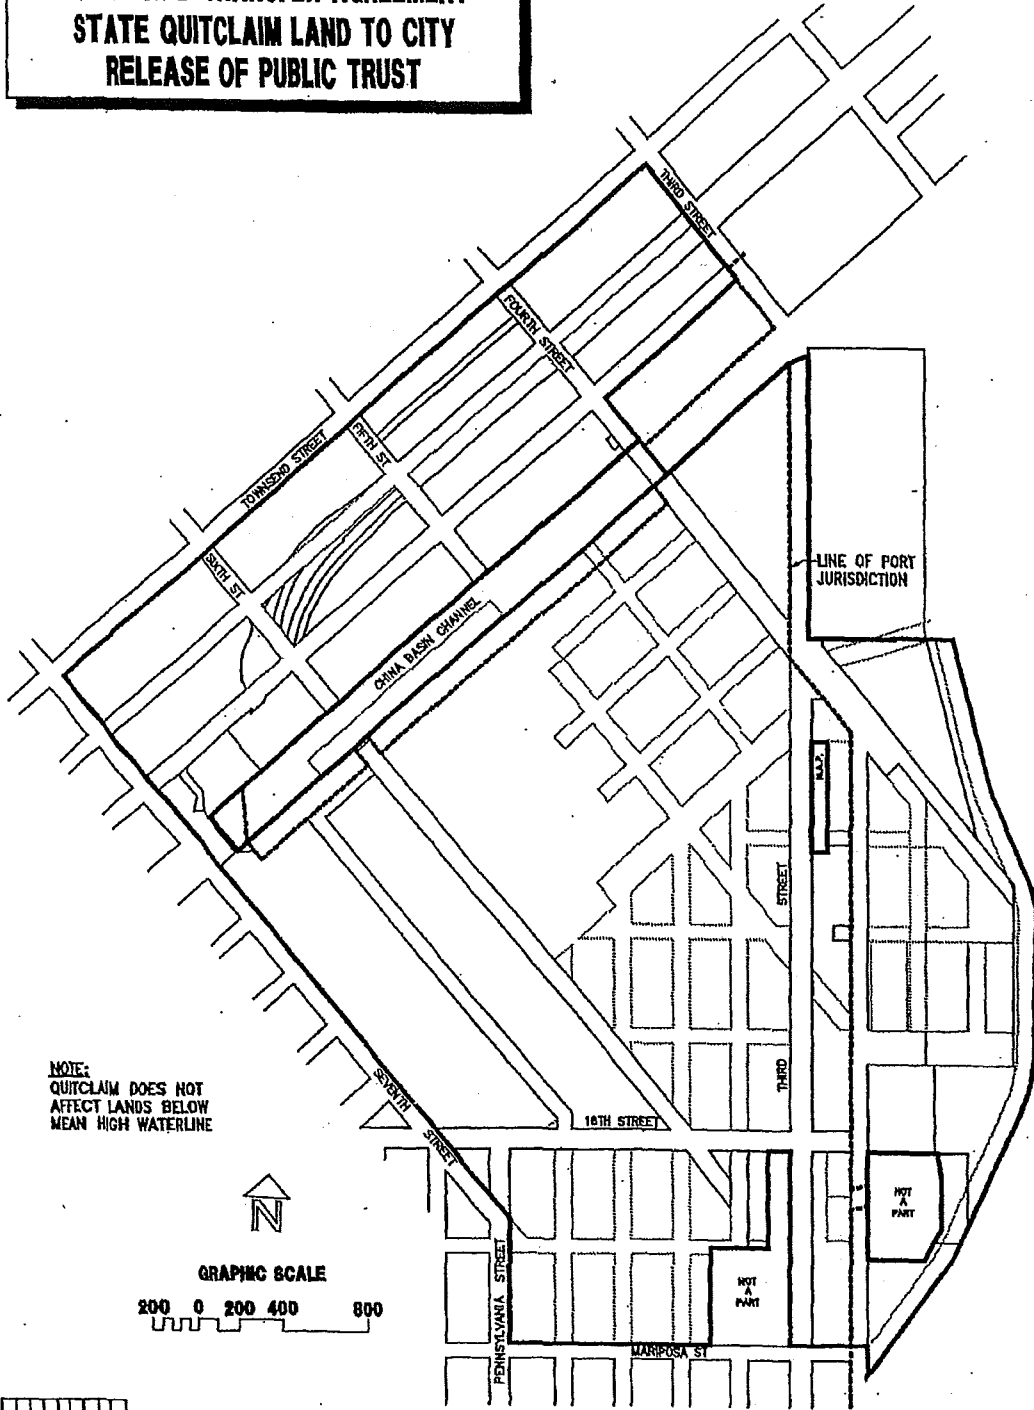 STATE QUITCLAIM LAND TO CITY
RELEASE OF PUBLIC TRUST
THIRD STREET
FOURTH STREET
FIFTH ST
TOWNSEND STREET
SIXTH ST
LINE OF PORT
JURISDICTION
CHINA BASIN CHANNEL
N.A.P.
STREET
THIRD
NOTE:
QUITCLAIM DOES NOT
AFFECT LANDS BELOW
MEAN HIGH WATERLINE
SEVENTH
STREET
16TH STREET
N
NOT
A
PART
GRAPHIC SCALE
200 0 200 400 800
PENNSYLVANIA STREET
NOT
A
PART
MARIPOSA ST